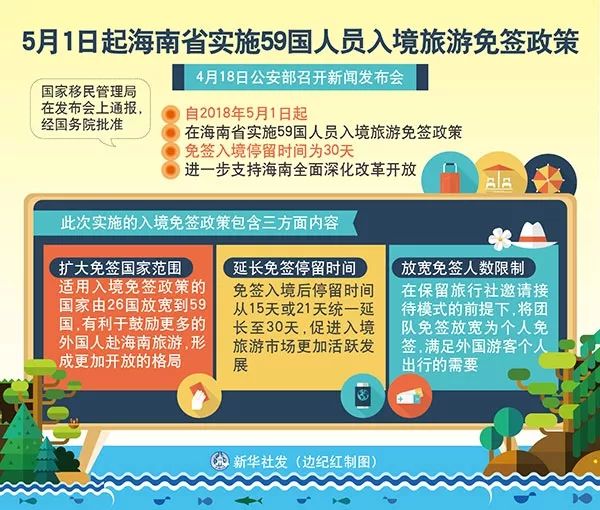 5月1日起海南省实施59国人员入境旅游免签政策
4月18日公安部召开新闻发布会
国家移民管理局
在发布会上通报，
经国务院批准
自2018年5月1日起
在海南省实施59国人员入境旅游免签政策
免签入境停留时间为30天
进一步支持海南全面深化改革开放
此次实施的入境免签政策包含三方面内容
扩大免签国家范围
适用入境免签政策的
国家由26国放宽到59
国，有利于鼓励更多的
外国人赴海南旅游，形
成更加开放的格局
延长免签停留时间
免签入境后停留时间
从15天或21天统一延
长至30天，促进入境
旅游市场更加活跃发
展
放宽免签人数限制
在保留旅行社邀请接
待模式的前提下，将团
队免签放宽为个人免
签，满足外国游客个人
出行的需要
新华社发（边纪红制图）